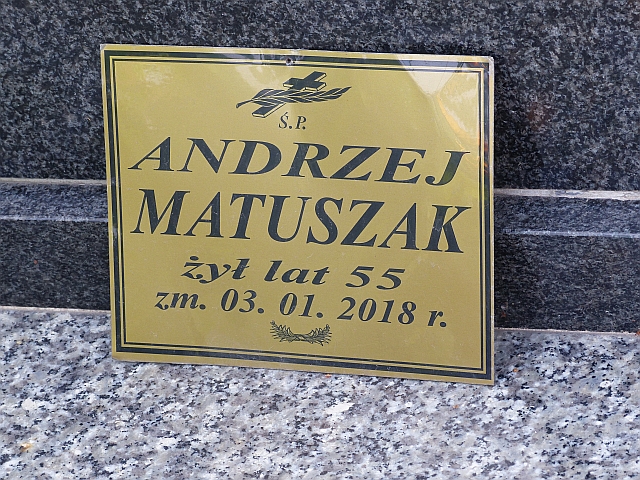 Ś.P.
ANDRZEJ
MATUSZAK
żył lat 55
zm. 03. 01. 2018 r.